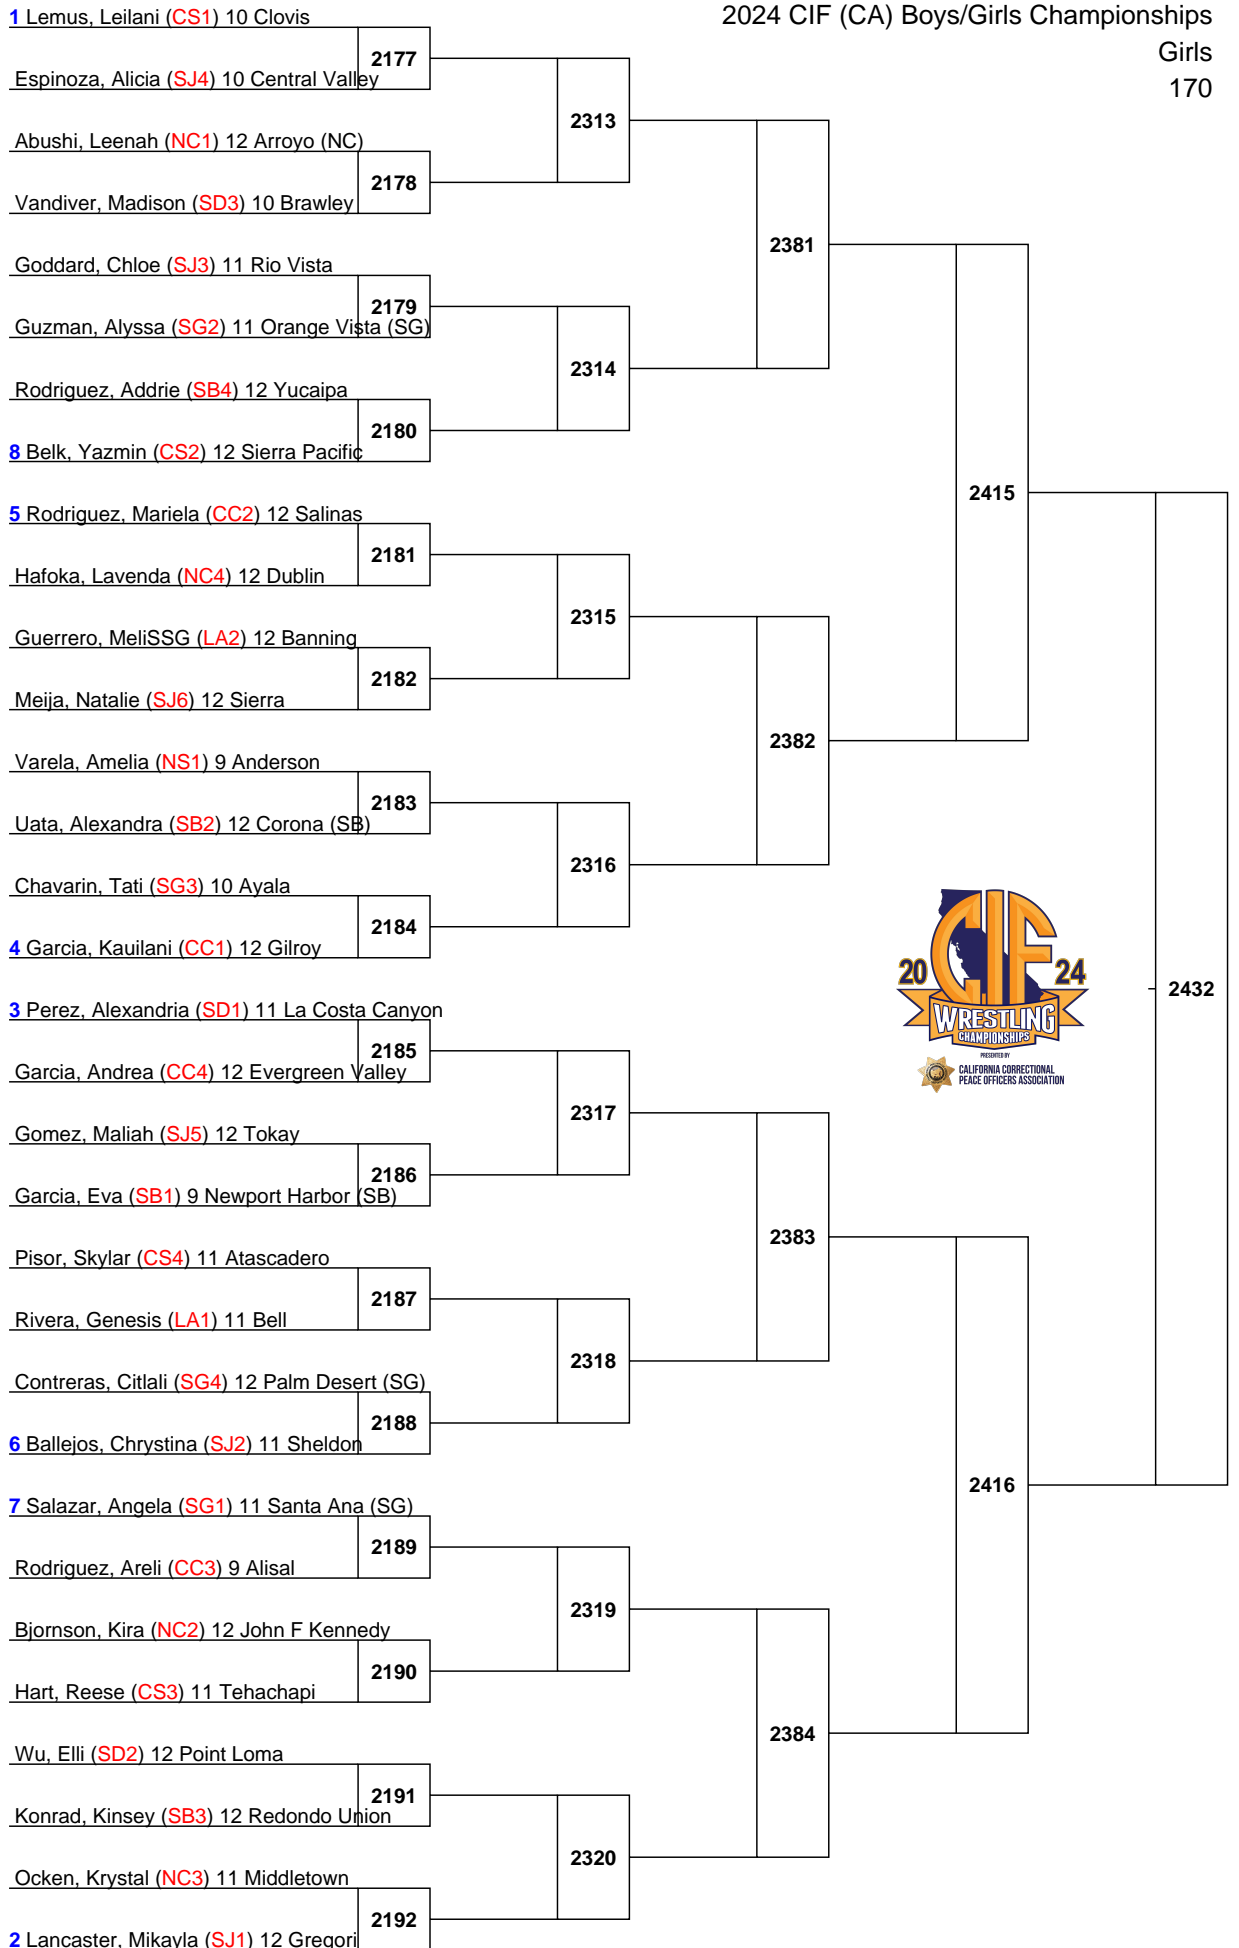 2024 CIF (CA) Boys/Girls Championships
Girls
170
1 Lemus, Leilani (CS1) 10 Clovis
2177
Espinoza, Alicia (SJ4) 10 Central Valley
2313
Abushi, Leenah (NC1) 12 Arroyo (NC)
2178
Vandiver, Madison (SD3) 10 Brawley
2381
Goddard, Chloe (SJ3) 11 Rio Vista
2179
Guzman, Alyssa (SG2) 11 Orange Vista (SG)
2314
Rodriguez, Addrie (SB4) 12 Yucaipa
2180
8 Belk, Yazmin (CS2) 12 Sierra Pacific
2415
5 Rodriguez, Mariela (CC2) 12 Salinas
2181
Hafoka, Lavenda (NC4) 12 Dublin
2315
Guerrero, MeliSSG (LA2) 12 Banning
2182
Meija, Natalie (SJ6) 12 Sierra
2382
Varela, Amelia (NS1) 9 Anderson
2183
Uata, Alexandra (SB2) 12 Corona (SB)
2316
Chavarin, Tati (SG3) 10 Ayala
2184
4 Garcia, Kauilani (CC1) 12 Gilroy
CIF
20 24
WRESTLING
CHAMPIONSHIPS
PRESENTED BY
CALIFORNIA CORRECTIONAL
PEACE OFFICERS ASSOCIATION
2432
3 Perez, Alexandria (SD1) 11 La Costa Canyon
2185
Garcia, Andrea (CC4) 12 Evergreen Valley
2317
Gomez, Maliah (SJ5) 12 Tokay
2186
Garcia, Eva (SB1) 9 Newport Harbor (SB)
2383
Pisor, Skylar (CS4) 11 Atascadero
2187
Rivera, Genesis (LA1) 11 Bell
2318
Contreras, Citlali (SG4) 12 Palm Desert (SG)
2188
6 Ballejos, Chrystina (SJ2) 11 Sheldon
2416
7 Salazar, Angela (SG1) 11 Santa Ana (SG)
2189
Rodriguez, Areli (CC3) 9 Alisal
2319
Bjornson, Kira (NC2) 12 John F Kennedy
2190
Hart, Reese (CS3) 11 Tehachapi
2384
Wu, Elli (SD2) 12 Point Loma
2191
Konrad, Kinsey (SB3) 12 Redondo Union
2320
Ocken, Krystal (NC3) 11 Middletown
2192
2 Lancaster, Mikayla (SJ1) 12 Gregori